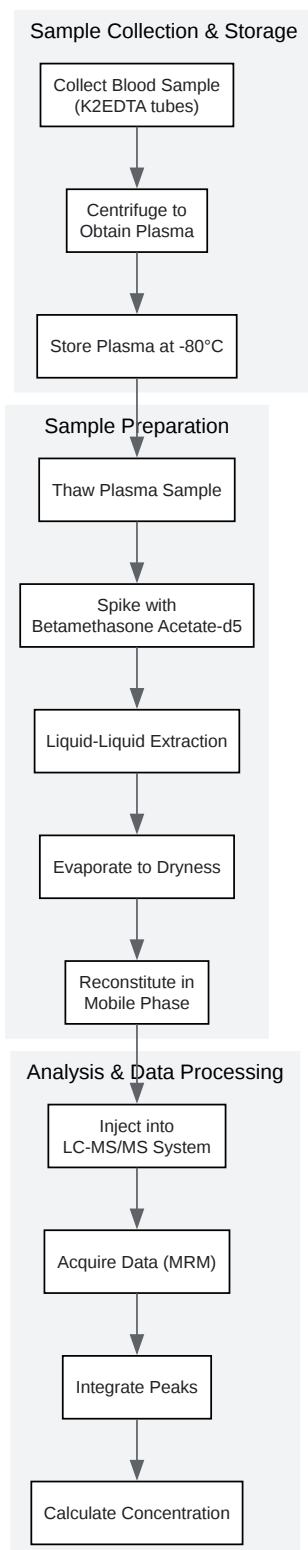 Sample Collection & Storage
Collect Blood Sample
(K2EDTA tubes)
Centrifuge to
Obtain Plasma
Store Plasma at -80°C
Sample Preparation
Thaw Plasma Sample
Spike with
Betamethasone Acetate-d5
Liquid-Liquid Extraction
Evaporate to Dryness
Reconstitute in
Mobile Phase
Analysis & Data Processing
Inject into
LC-MS/MS System
Acquire Data (MRM)
Integrate Peaks
Calculate Concentration